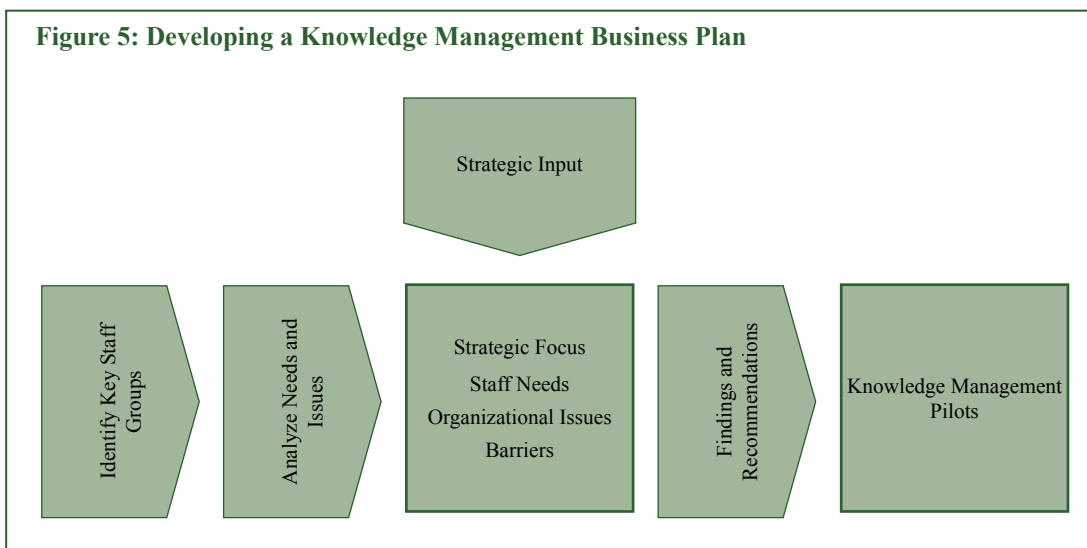 Figure 5: Developing a Knowledge Management Business Plan
Strategic Input
Identify Key Staff
Groups
Analyze Needs and
Issues
Strategic Focus
Staff Needs
Organizational Issues
Barriers
Findings and
Recommendations
Knowledge Management
Pilots